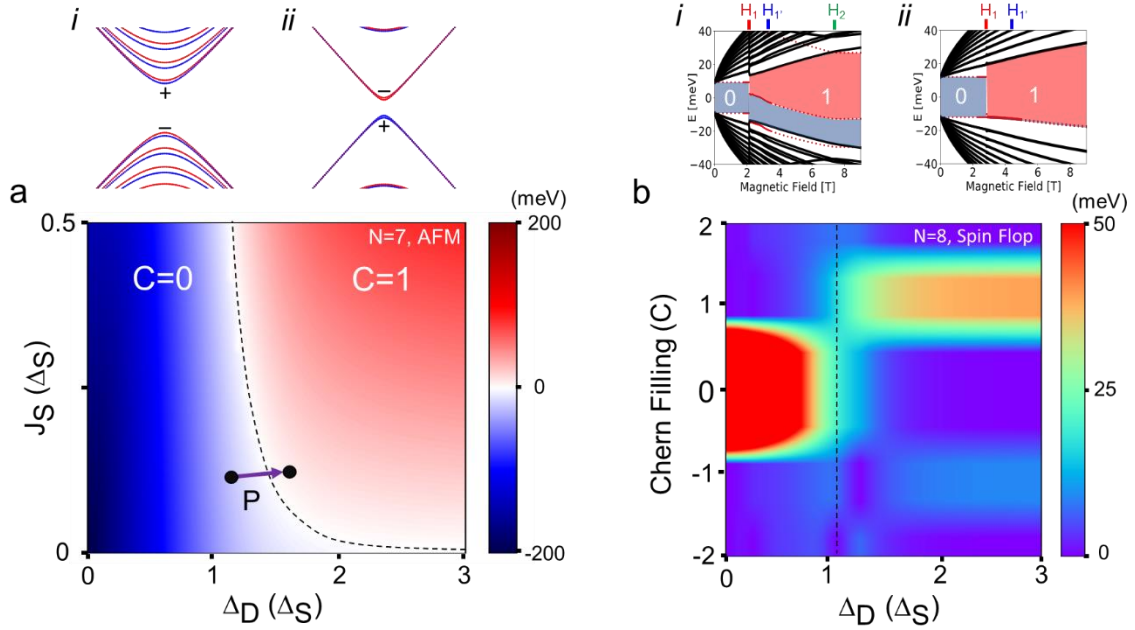 i
ii
+
−
−
+
a
(meV)
200
0
-200
N=7, AFM
C=0
C=1
P
J_S (Δ_S)
0.5
0
0
1
2
3
Δ_D (Δ_S)
i
ii
H_1
H_1'
H_2
H_1
H_1'
E [meV]
40
20
0
-20
-40
0
1
0
2
4
6
8
Magnetic Field [T]
E [meV]
40
20
0
-20
-40
0
1
0
2
4
6
8
Magnetic Field [T]
b
(meV)
50
25
0
N=8, Spin Flop
Chern Filling (C)
2
1
0
-1
-2
0
1
2
3
Δ_D (Δ_S)